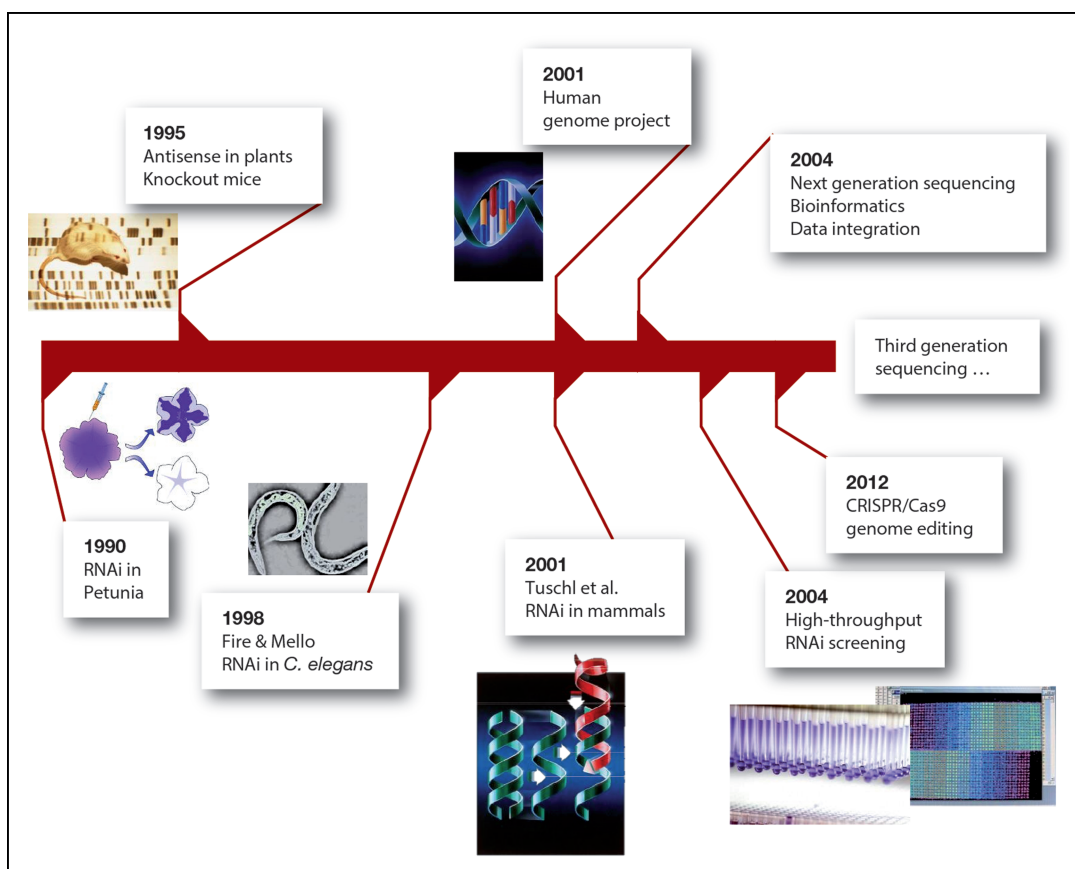 1995
Antisense in plants
Knockout mice
2001
Human
genome project
2004
Next generation sequencing
Bioinformatics
Data integration
Third generation
sequencing …
1990
RNAi in
Petunia
1998
Fire & Mello
RNAi in C. elegans
2001
Tuschl et al.
RNAi in mammals
2004
High-throughput
RNAi screening
2012
CRISPR/Cas9
genome editing